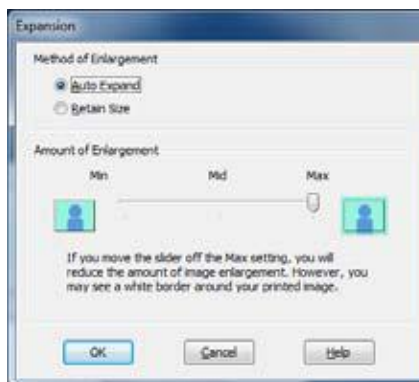 Expansion
Method of Enlargement
Auto Expand
Retain Size
Amount of Enlargement
Min Mid Max
If you move the slider off the Max setting, you will
reduce the amount of image enlargement. However, you
may see a white border around your printed image.
OK Cancel Help